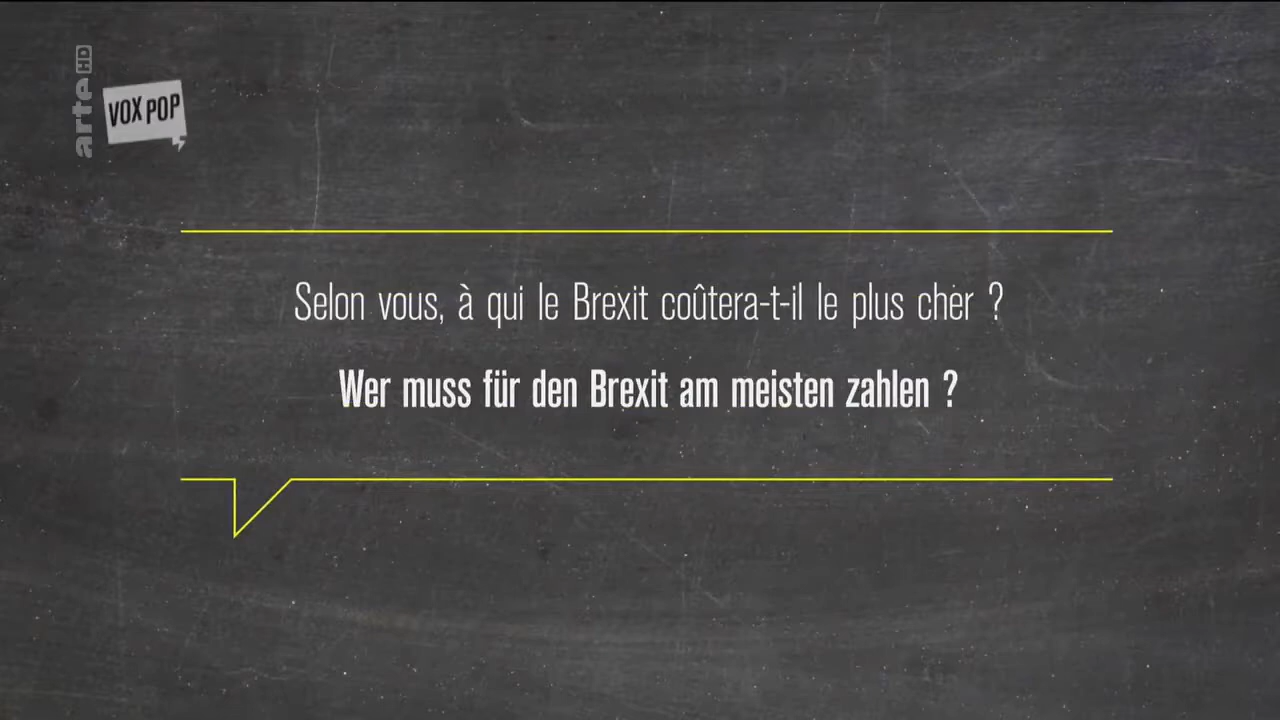 arte HD
VOX POP
Selon vous, à qui le Brexit coûtera-t-il le plus cher ?
Wer muss für den Brexit am meisten zahlen ?